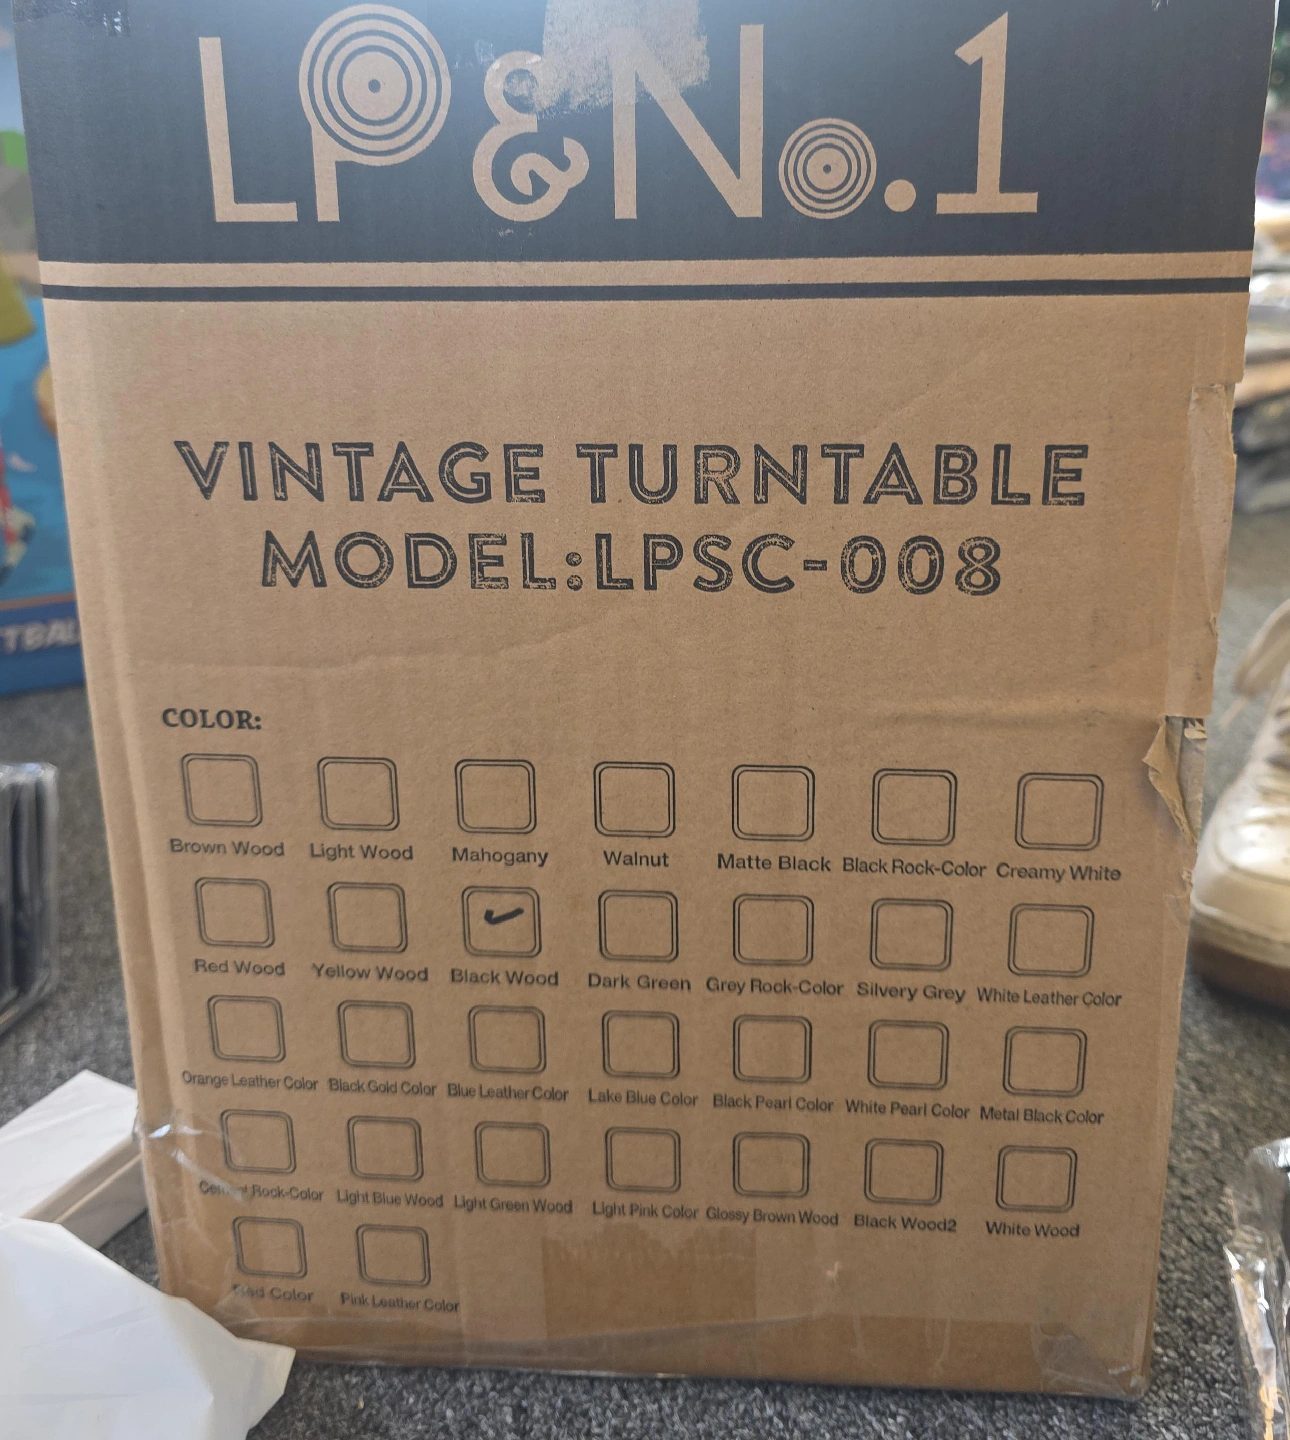 LP&No.1
VINTAGE TURNTABLE
MODEL:LPSC-008
COLOR:
Brown Wood Light Wood Mahogany Walnut Matte Black Black Rock-Color Creamy White
Red Wood Yellow Wood Black Wood Dark Green Grey Rock-Color Silvery Grey White Leather Color
Orange Leather Color Black Gold Color Blue Leather Color Lake Blue Color Black Pearl Color White Pearl Color Metal Black Color
Rock-Color Light Blue Wood Light Green Wood Light Pink Color Glossy Brown Wood Black Wood2 White Wood
Red Color Pink Leather Color
TBAL